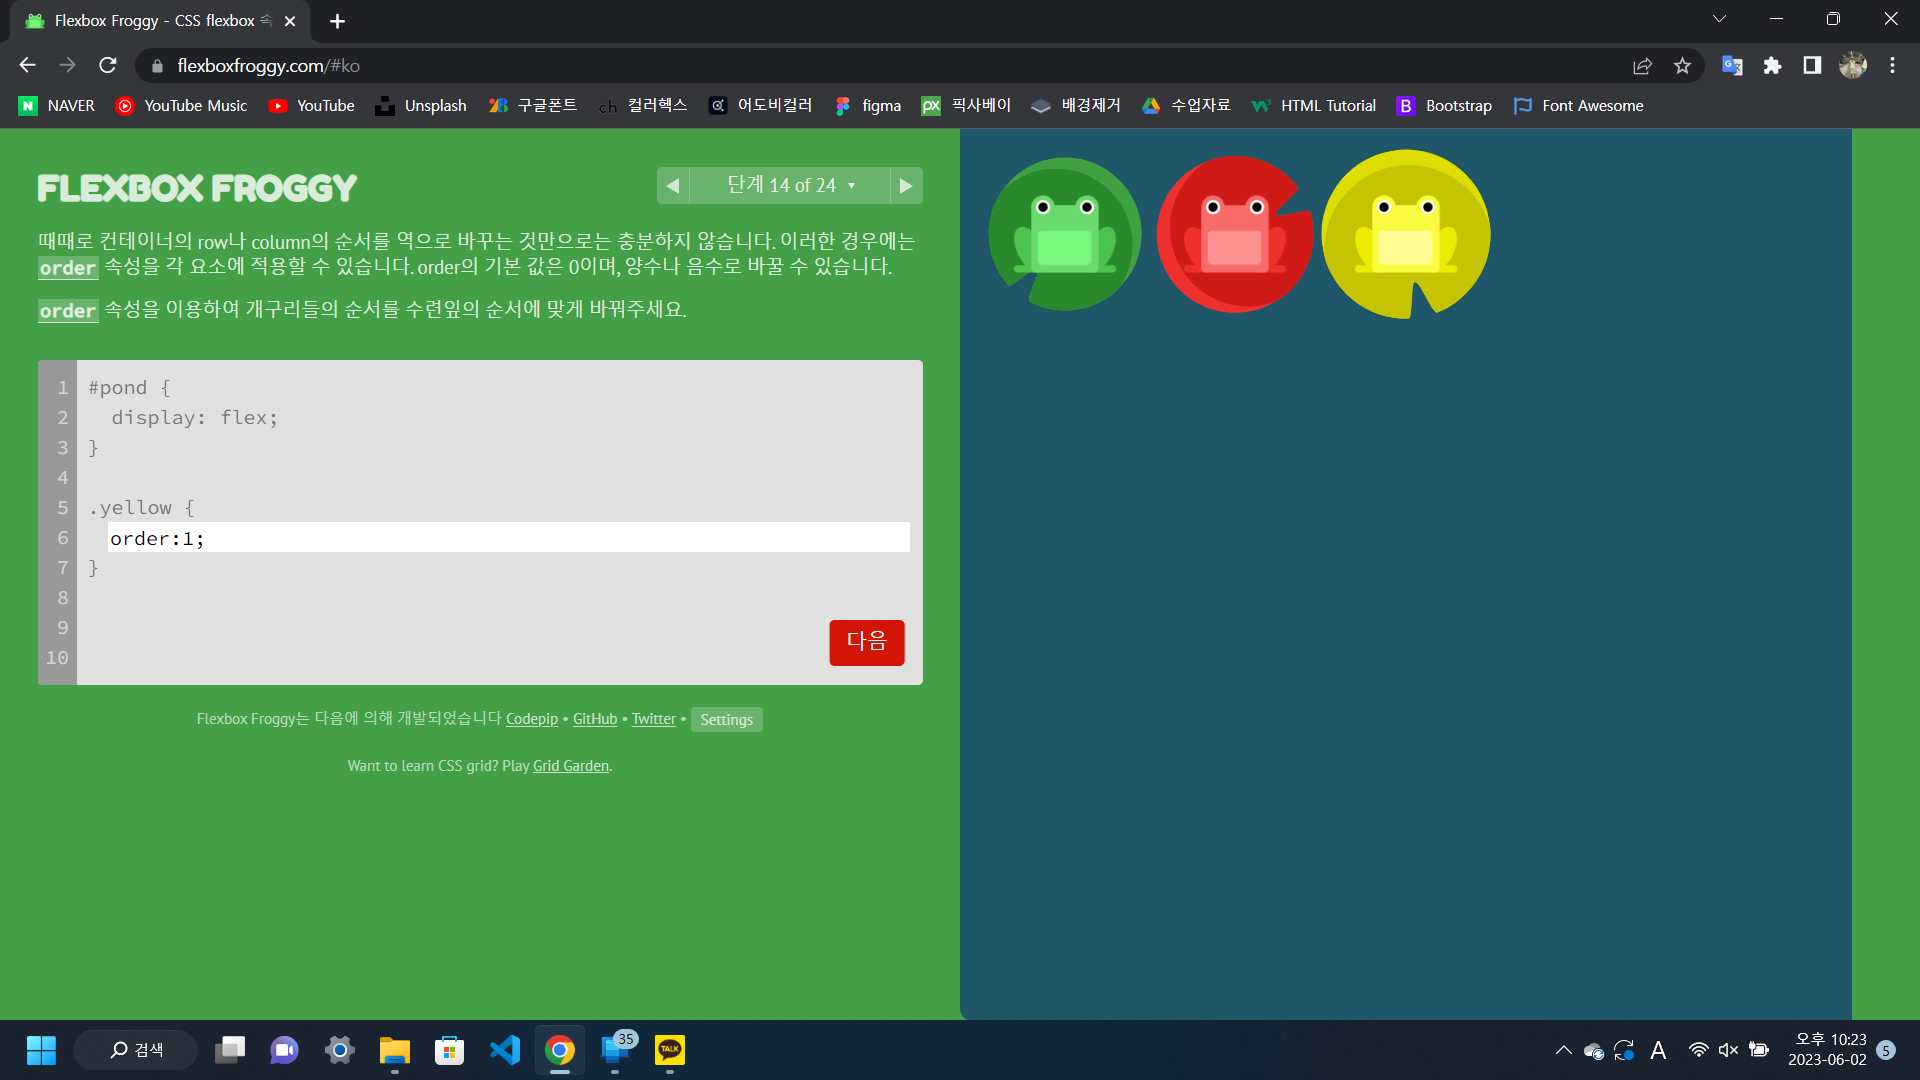 Flexbox Froggy - CSS flexbox 속
flexboxfroggy.com/#ko
NAVER YouTube Music YouTube Unsplash 구글폰트 ch 컬러헥스 어도비컬러 figma px 픽사베이 배경제거 수업자료 HTML Tutorial B Bootstrap Font Awesome
FLEXBOX FROGGY
◀ 단계 14 of 24 ▼ ▶
때때로 컨테이너의 row나 column의 순서를 역으로 바꾸는 것만으로는 충분하지 않습니다. 이러한 경우에는
order 속성을 각 요소에 적용할 수 있습니다. order의 기본 값은 0이며, 양수나 음수로 바꿀 수 있습니다.
order 속성을 이용하여 개구리들의 순서를 수련잎의 순서에 맞게 바꿔주세요.
1 #pond {
2 display: flex;
3 }
4
5 .yellow {
6 order:1;
7 }
8
9
10
다음
Flexbox Froggy는 다음에 의해 개발되었습니다 Codepip • GitHub • Twitter • Settings
Want to learn CSS grid? Play Grid Garden.
검색
35
TALK
A
오후 10:23
2023-06-02
5